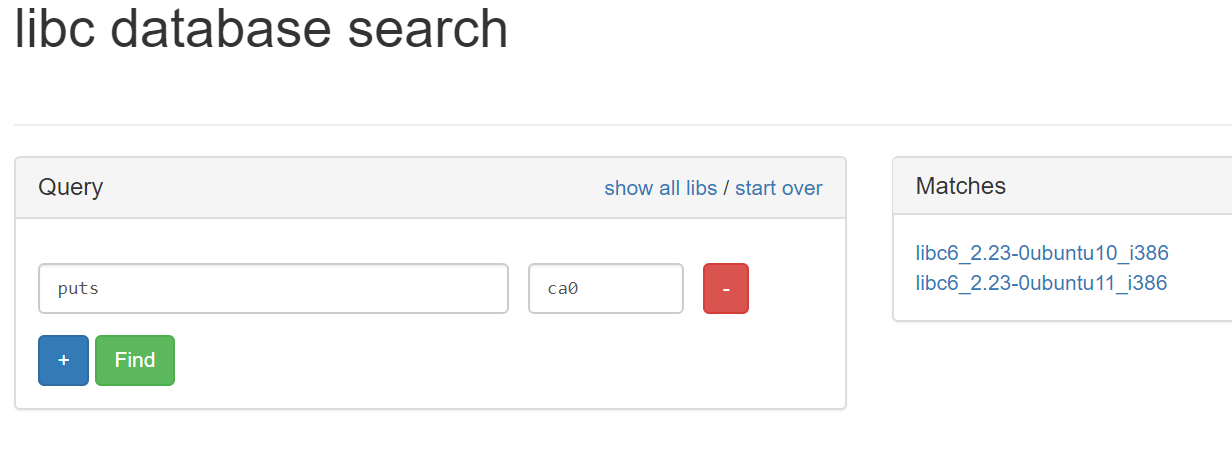 libc database search
Query
show all libs / start over
puts
ca0
-
+
Find
Matches
libc6_2.23-0ubuntu10_i386
libc6_2.23-0ubuntu11_i386